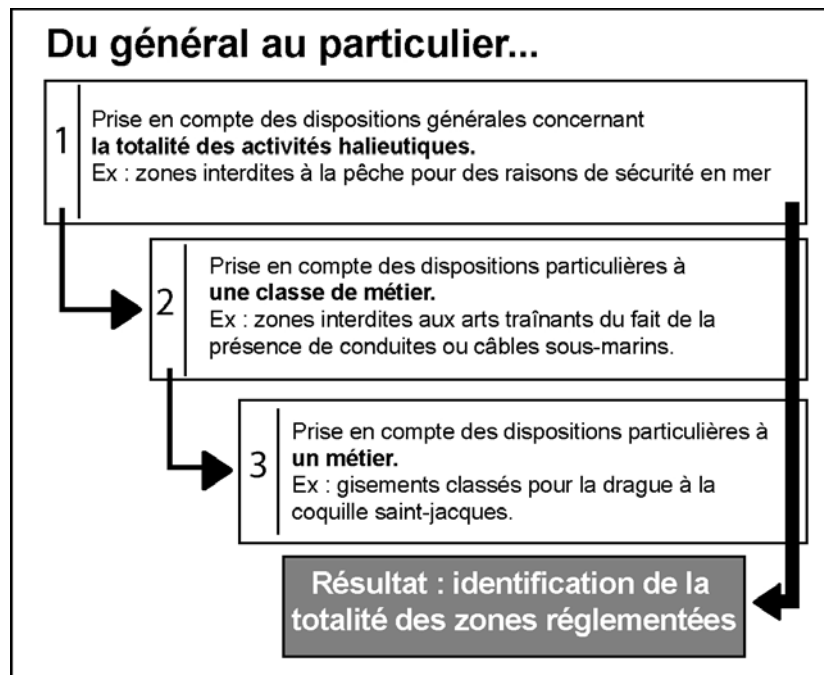 Du général au particulier...
1
Prise en compte des dispositions générales concernant
la totalité des activités halieutiques.
Ex : zones interdites à la pêche pour des raisons de sécurité en mer
2
Prise en compte des dispositions particulières à
une classe de métier.
Ex : zones interdites aux arts traînants du fait de la
présence de conduites ou câbles sous-marins.
3
Prise en compte des dispositions particulières à
un métier.
Ex : gisements classés pour la drague à la
coquille saint-jacques.
Résultat : identification de la
totalité des zones réglementées